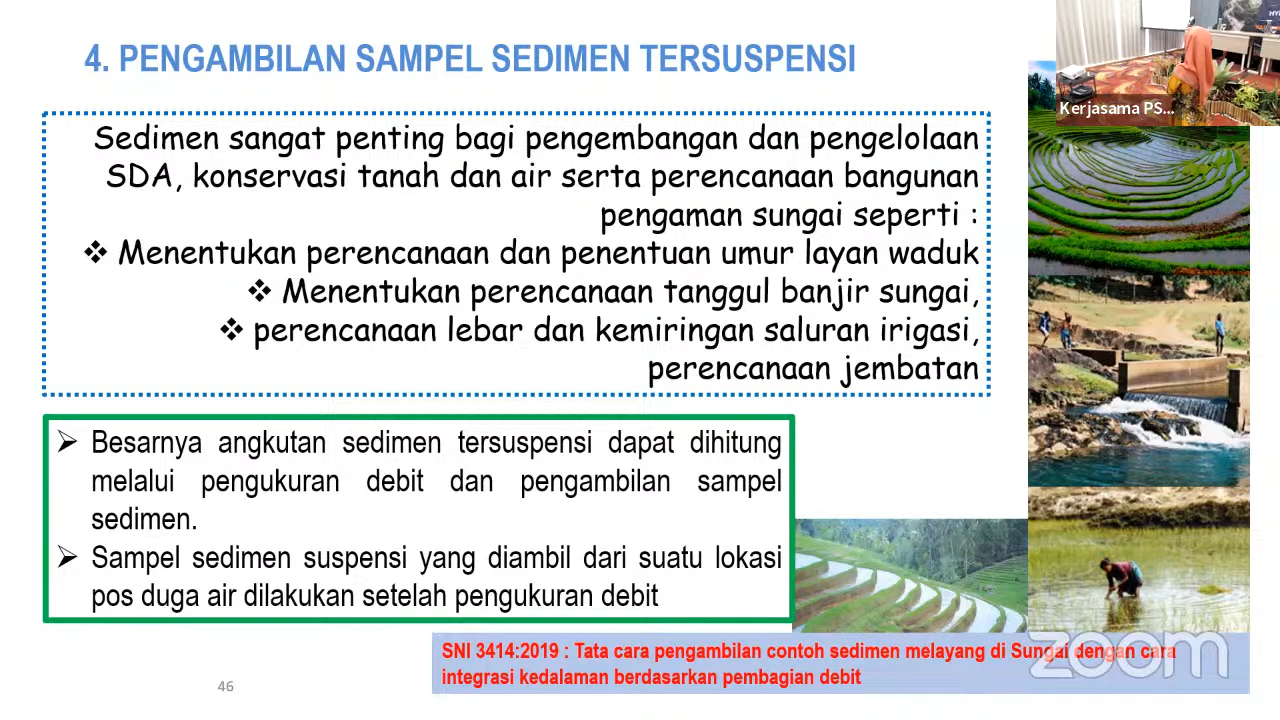 4. PENGAMBILAN SAMPEL SEDIMEN TERSUSPENSI
Kerjasama PS...
Sedimen sangat penting bagi pengembangan dan pengelolaan
SDA, konservasi tanah dan air serta perencanaan bangunan
pengaman sungai seperti :
❖ Menentukan perencanaan dan penentuan umur layan waduk
❖ Menentukan perencanaan tanggul banjir sungai,
❖ perencanaan lebar dan kemiringan saluran irigasi,
perencanaan jembatan
➢ Besarnya angkutan sedimen tersuspensi dapat dihitung
melalui pengukuran debit dan pengambilan sampel
sedimen.
➢ Sampel sedimen suspensi yang diambil dari suatu lokasi
pos duga air dilakukan setelah pengukuran debit
SNI 3414:2019 : Tata cara pengambilan contoh sedimen melayang di Sungai dengan cara
integrasi kedalaman berdasarkan pembagian debit
zoom
46